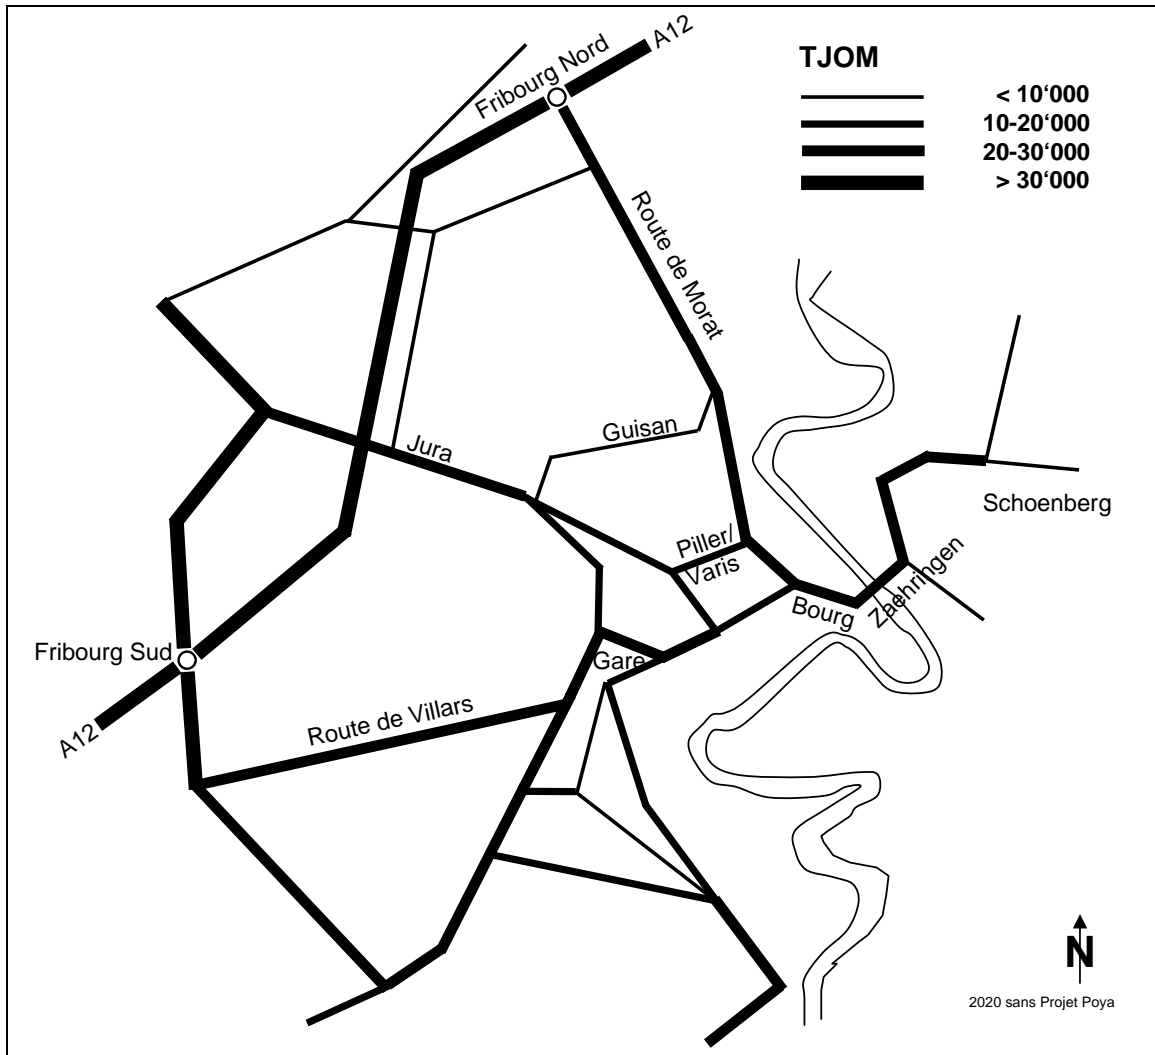 A12
Fribourg Nord
TJOM
< 10‘000
10-20‘000
20-30‘000
> 30‘000
Route de Morat
Guisan
Jura
Schoenberg
Piller/
Varis
Zaehringen
Bourg
Fribourg Sud
Gare
Route de Villars
A12
N
2020 sans Projet Poya